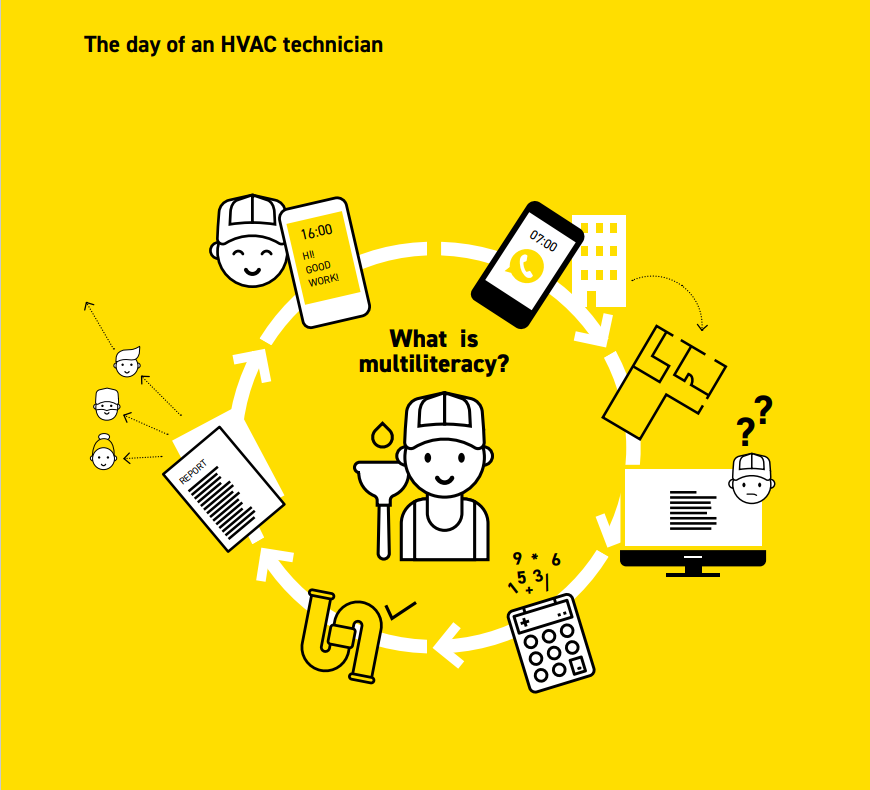 The day of an HVAC technician
16:00
HI!
GOOD
WORK!
07:00
What is
multiliteracy?
?
?
REPORT
9 * 6
1 5 3 /
+